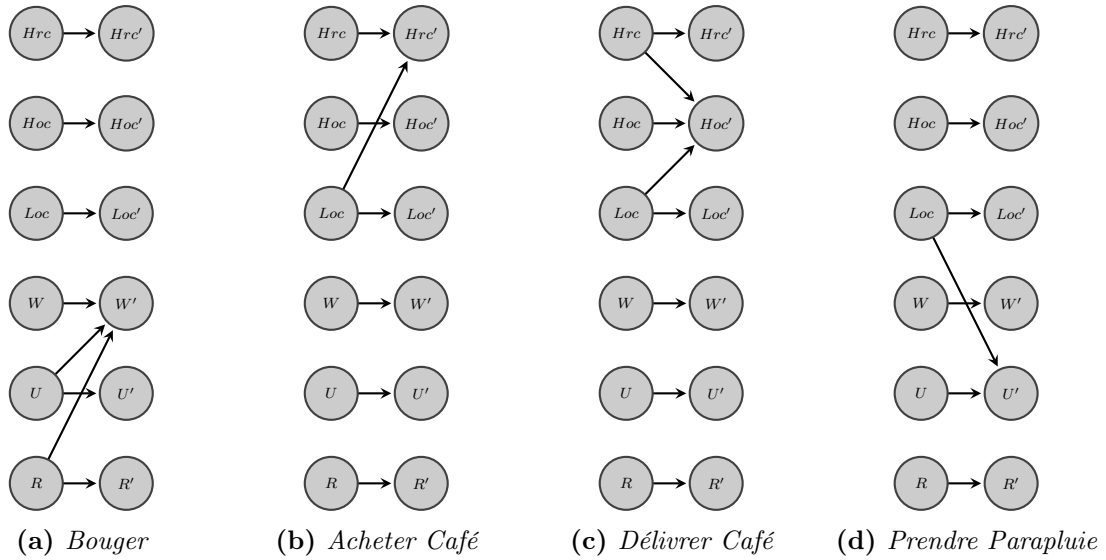 Hrc Hrc′ Hrc Hrc′ Hrc Hrc′ Hrc Hrc′
Hoc Hoc′ Hoc Hoc′ Hoc Hoc′ Hoc Hoc′
Loc Loc′ Loc Loc′ Loc Loc′ Loc Loc′
W W′ W W′ W W′ W W′
U U′ U U′ U U′ U U′
R R′ R R′ R R′ R R′
(a) Bouger (b) Acheter Café (c) Délivrer Café (d) Prendre Parapluie